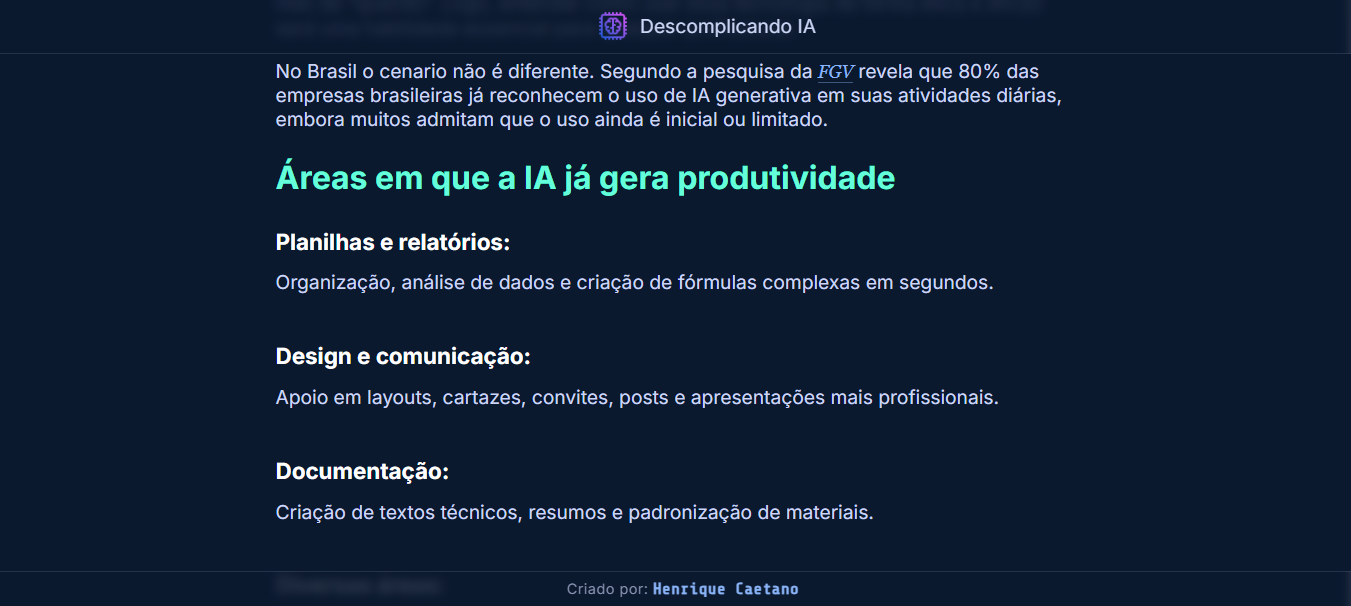 Descomplicando IA
No Brasil o cenario não é diferente. Segundo a pesquisa da FGV revela que 80% das
empresas brasileiras já reconhecem o uso de IA generativa em suas atividades diárias,
embora muitos admitam que o uso ainda é inicial ou limitado.
Áreas em que a IA já gera produtividade
Planilhas e relatórios:
Organização, análise de dados e criação de fórmulas complexas em segundos.
Design e comunicação:
Apoio em layouts, cartazes, convites, posts e apresentações mais profissionais.
Documentação:
Criação de textos técnicos, resumos e padronização de materiais.
Criado por: Henrique Caetano